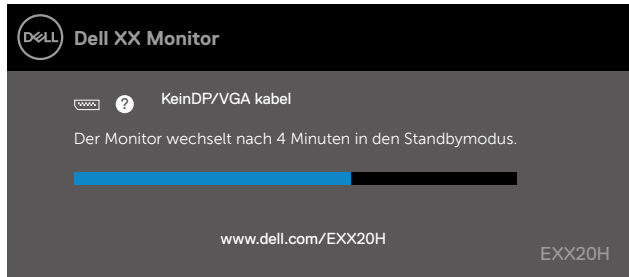 DELL Dell XX Monitor
? KeinDP/VGA kabel
Der Monitor wechselt nach 4 Minuten in den Standbymodus.
www.dell.com/EXX20H
EXX20H